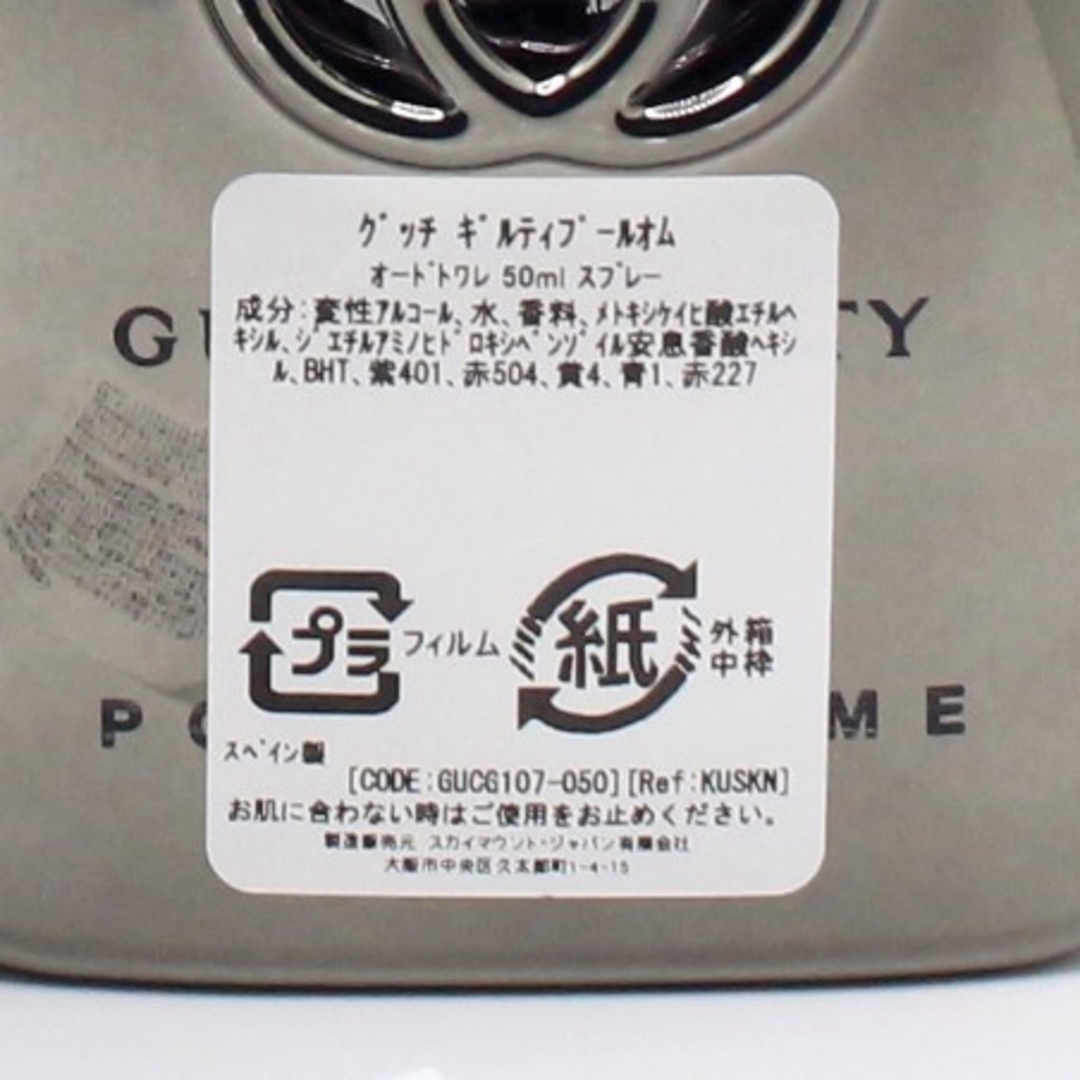 ｸﾞｯﾁ ｷﾞﾙﾃｨﾌﾟｰﾙｵﾑ
ｵｰﾄﾞﾄﾜﾚ 50ml ｽﾌﾟﾚｰ
成分:変性ｱﾙｺｰﾙ､水､香料､ﾒﾄｷｼｹｲﾋ酸ｴﾁﾙﾍ
ｷｼﾙ､ｼﾞｴﾁﾙｱﾐﾉﾋﾄﾞﾛｷｼﾍﾞﾝｿﾞｲﾙ安息香酸ﾍｷｼ
ﾙ､BHT､紫401､赤504､黄4､青1､赤227
GU TY
プラ フィルム 紙 外箱
中枠
P ME
ｽﾍﾟｲﾝ製
[CODE:GUCG107-050][Ref:KUSKN]
お肌に合わない時はご使用をお止めください。
製造販売元 スカイマウント・ジャパン有限会社
大阪市中央区久太郎町1-4-15